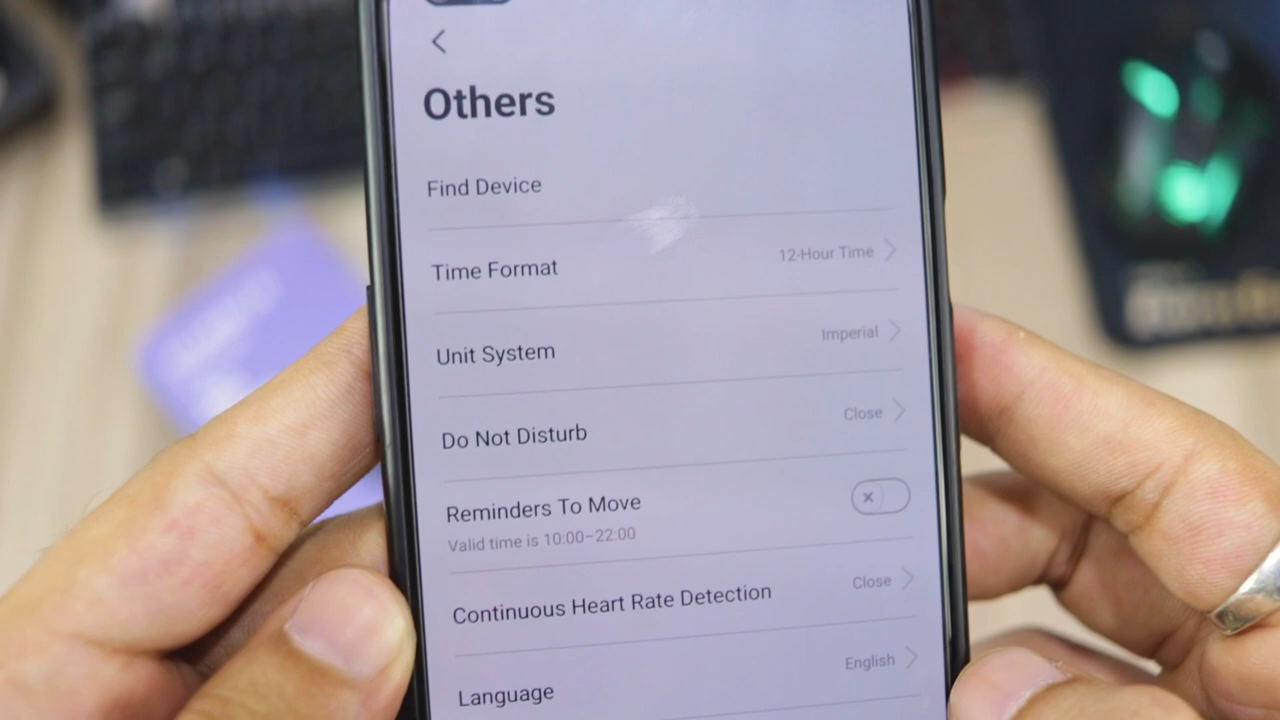 Others
Find Device
Time Format 12-Hour Time
Unit System Imperial
Do Not Disturb Close
Reminders To Move
Valid time is 10:00–22:00
Continuous Heart Rate Detection Close
Language English